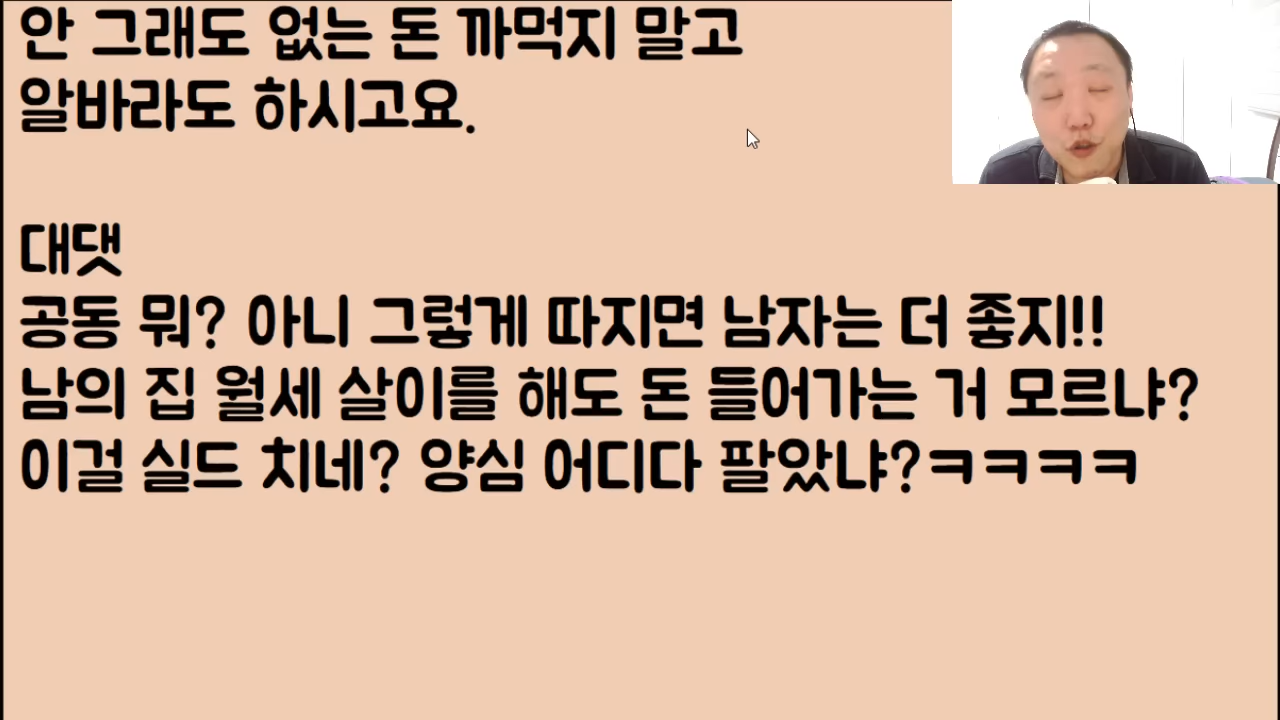 안 그래도 없는 돈 까먹지 말고
알바라도 하시고요.
대댓
공동 뭐? 아니 그렇게 따지면 남자는 더 좋지!!
남의 집 월세 살이를 해도 돈 들어가는 거 모르냐?
이걸 실드 치네? 양심 어디다 팔았냐?ㅋㅋㅋㅋ